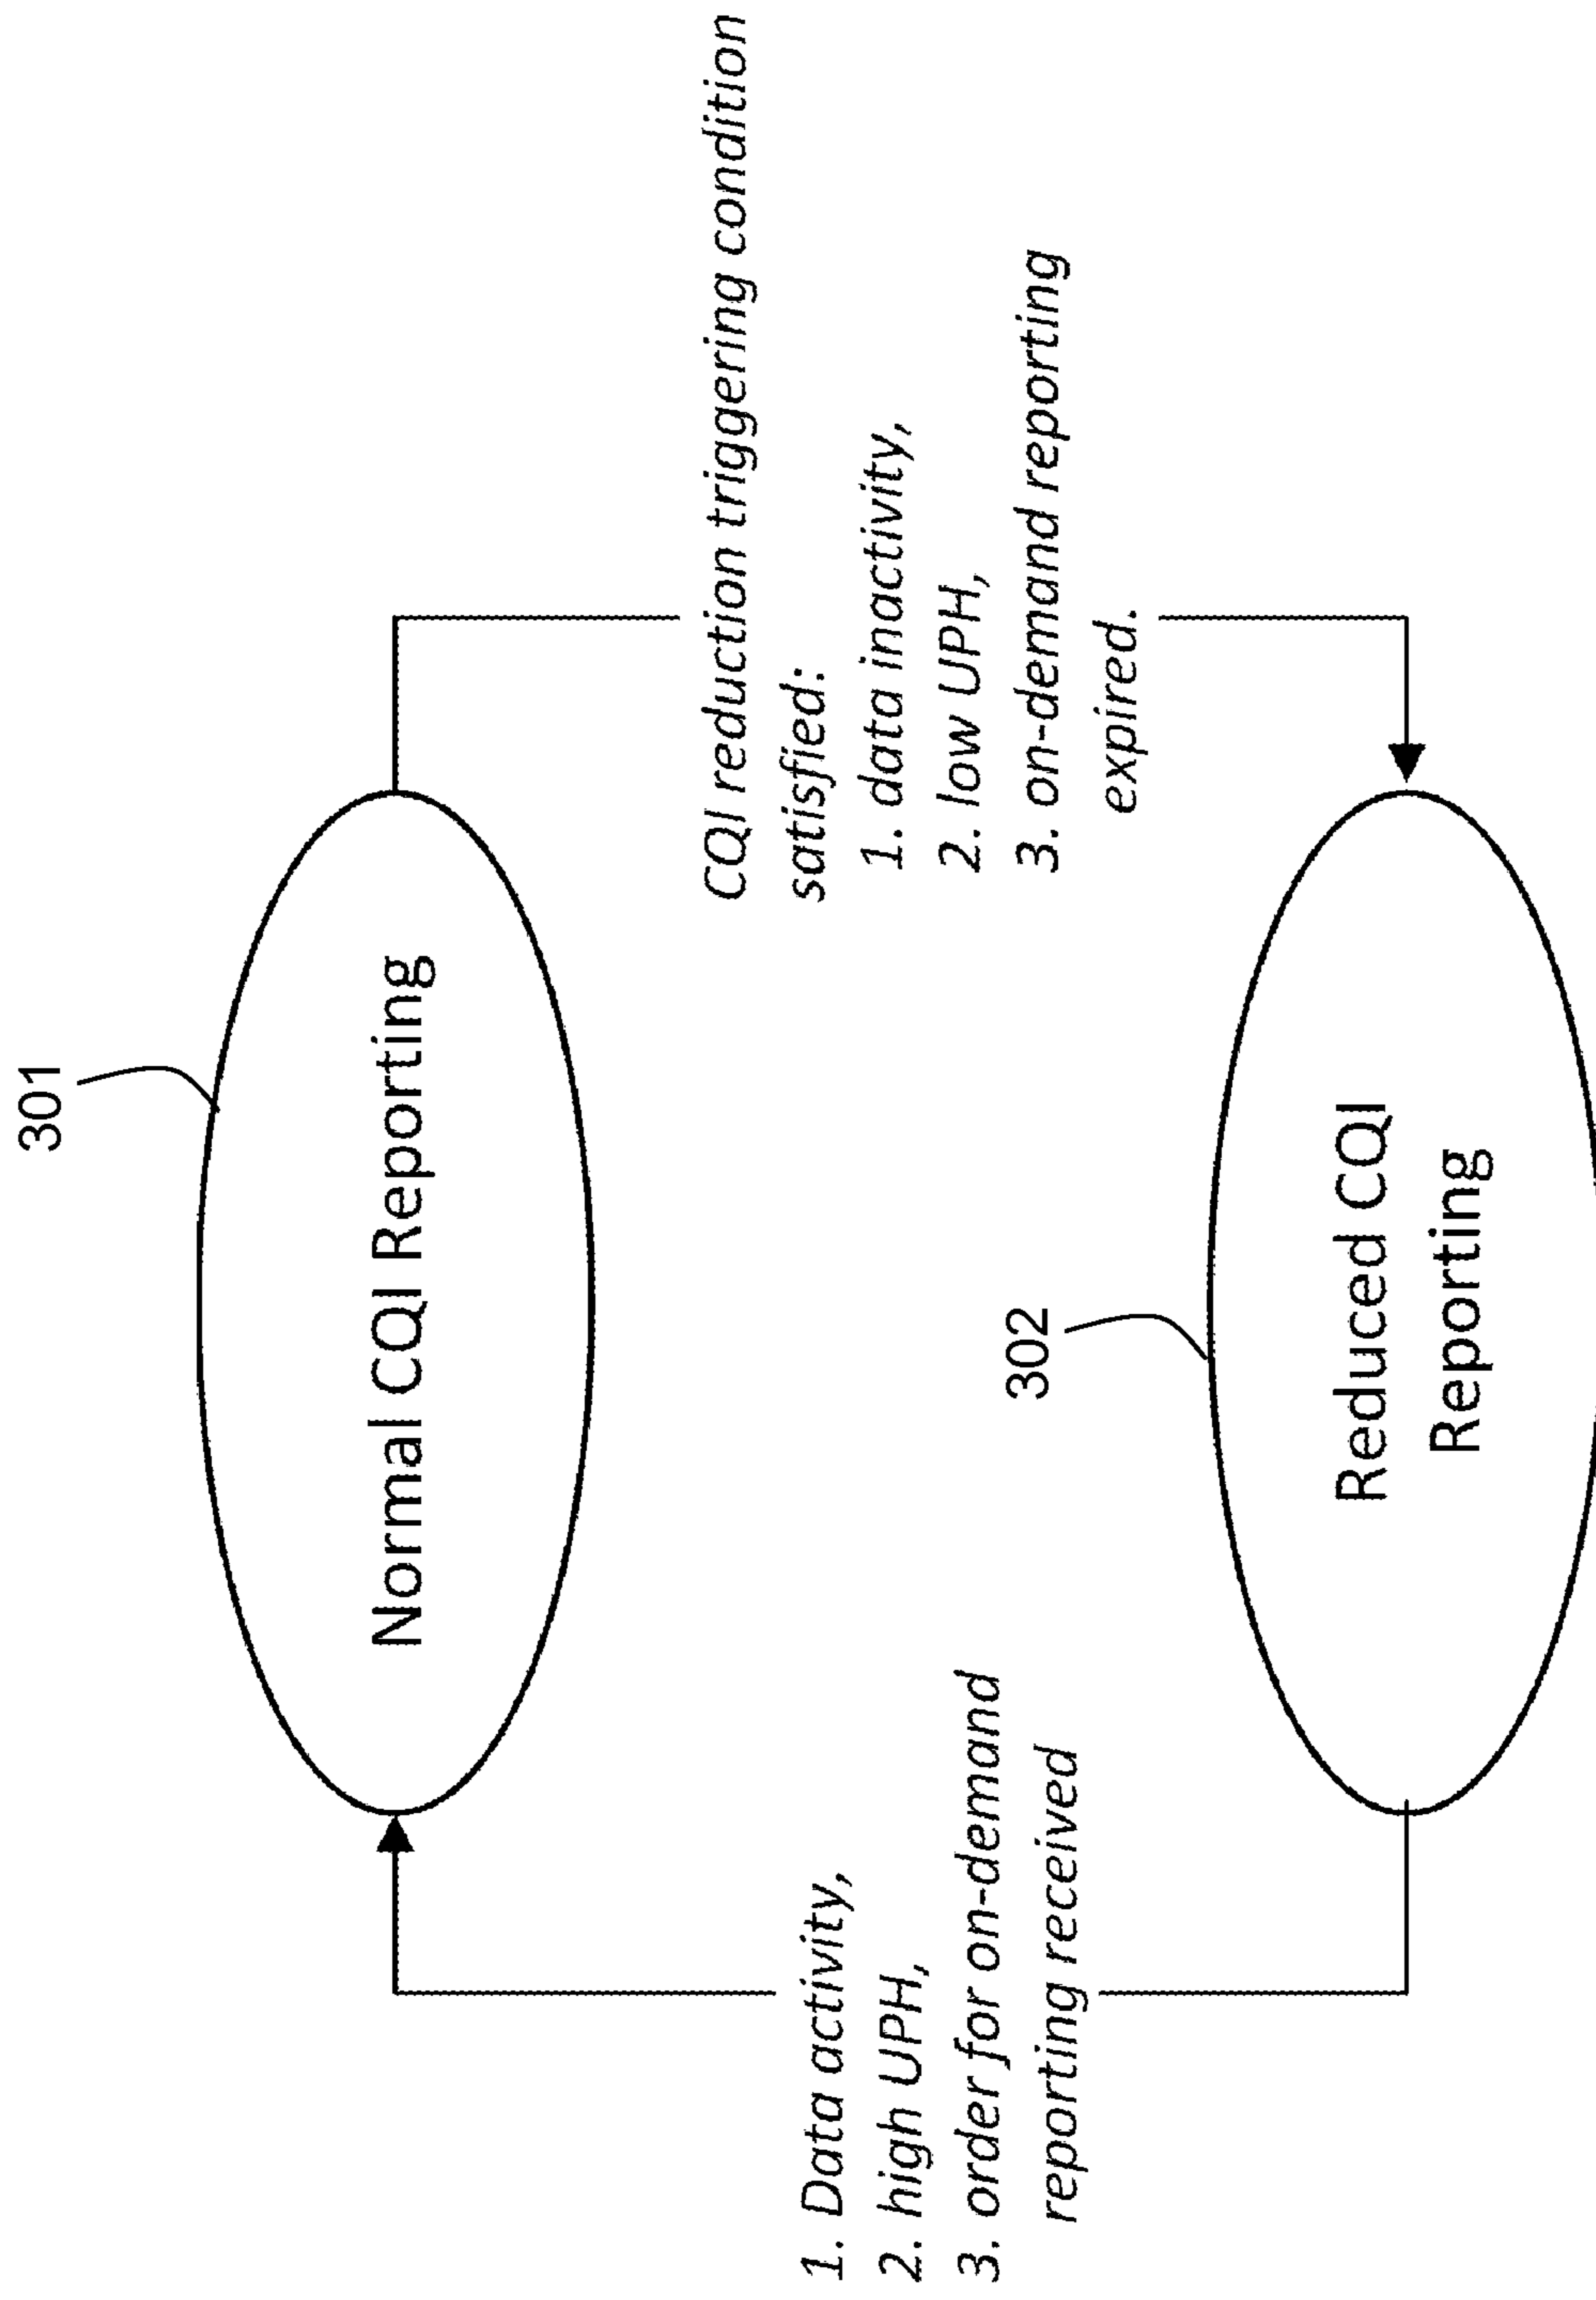 301
Normal CQI Reporting
CQI reduction triggering condition
satisfied:
1. data inactivity,
2. low UPH,
3. on-demand reporting
expired.
1. Data activity,
2. high UPH,
3. order for on-demand
reporting received
302
Reduced CQI
Reporting